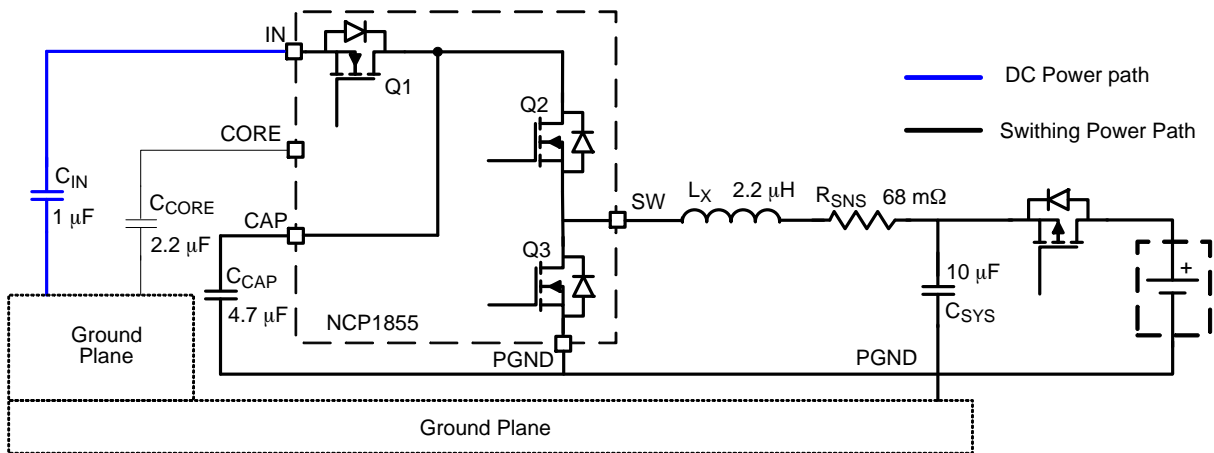 IN
Q1
DC Power path
Swithing Power Path
CORE
Q2
C_IN
1 μF
C_CORE
2.2 μF
CAP
SW
L_X
2.2 μH
R_SNS
68 mΩ
C_CAP
4.7 μF
Q3
10 μF
C_SYS
+
NCP1855
PGND
PGND
Ground
Plane
Ground Plane